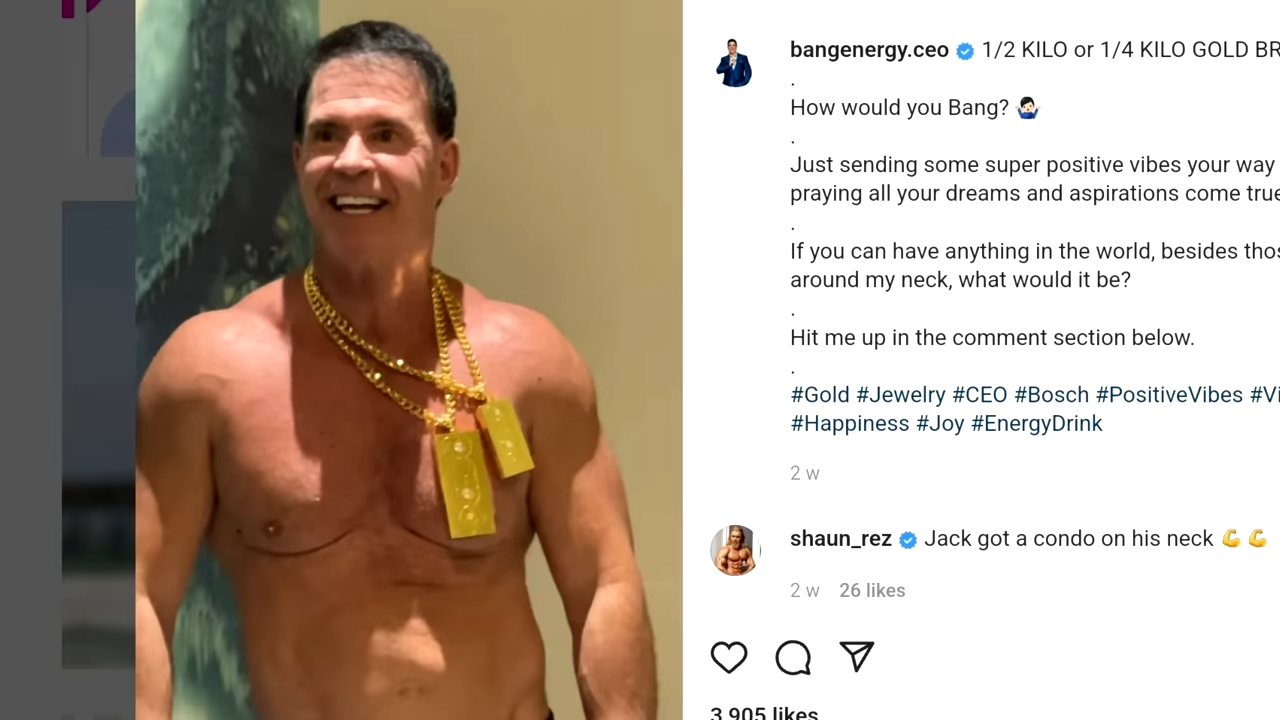 bangenergy.ceo 1/2 KILO or 1/4 KILO GOLD BR
.
How would you Bang? 🤷🏻‍♂️
.
Just sending some super positive vibes your way
praying all your dreams and aspirations come true
.
If you can have anything in the world, besides thos
around my neck, what would it be?
.
Hit me up in the comment section below.
.
#Gold #Jewelry #CEO #Bosch #PositiveVibes #Vi
#Happiness #Joy #EnergyDrink
2 w
shaun_rez Jack got a condo on his neck 💪💪
2 w 26 likes
3,905 likes